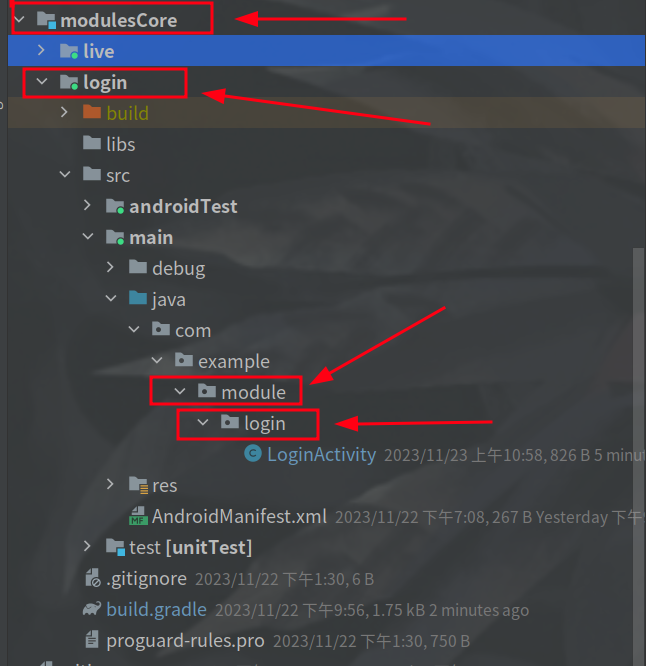 modulesCore
live
login
build
libs
src
androidTest
main
debug
java
com
example
module
login
LoginActivity 2023/11/23 上午10:58, 826 B 5 minut
res
AndroidManifest.xml 2023/11/22 下午7:08, 267 B Yesterday 下午
test [unitTest]
.gitignore 2023/11/22 下午1:30, 6 B
build.gradle 2023/11/22 下午9:56, 1.75 kB 2 minutes ago
proguard-rules.pro 2023/11/22 下午1:30, 750 B